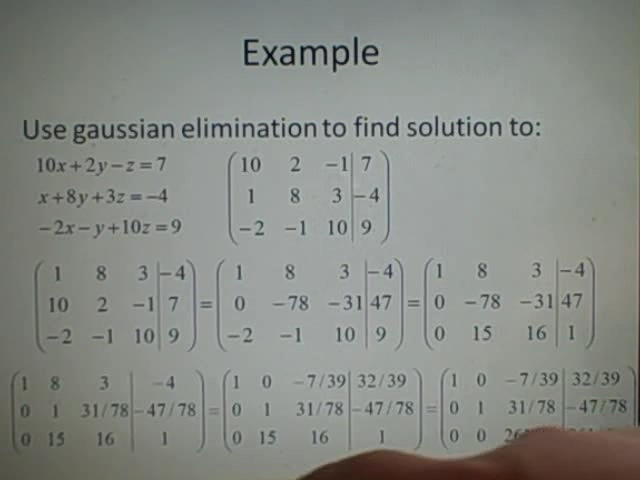 Example
Use gaussian elimination to find solution to:
10x+2y−z=7
x+8y+3z=−4
−2x−y+10z=9
10 2 −1 7
1 8 3 −4
−2 −1 10 9
1 8 3 −4
10 2 −1 7
−2 −1 10 9
=
1 8 3 −4
0 −78 −31 47
−2 −1 10 9
=
1 8 3 −4
0 −78 −31 47
0 15 16 1
1 8 3 −4
0 1 31/78 −47/78
0 15 16 1
=
1 0 −7/39 32/39
0 1 31/78 −47/78
0 15 16 1
=
1 0 −7/39 32/39
0 1 31/78 −47/78
0 0